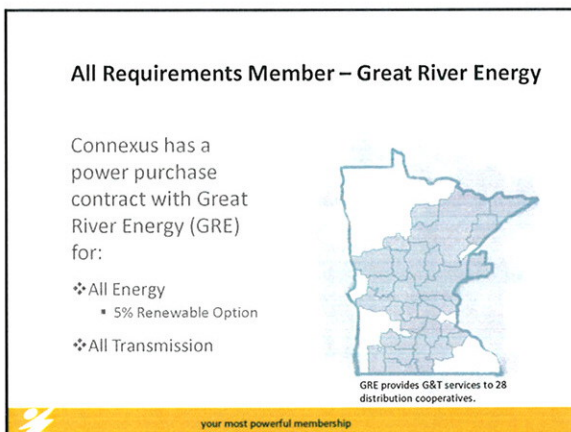 All Requirements Member – Great River Energy
Connexus has a
power purchase
contract with Great
River Energy (GRE)
for:
❖All Energy
▪ 5% Renewable Option
❖All Transmission
GRE provides G&T services to 28
distribution cooperatives.
your most powerful membership